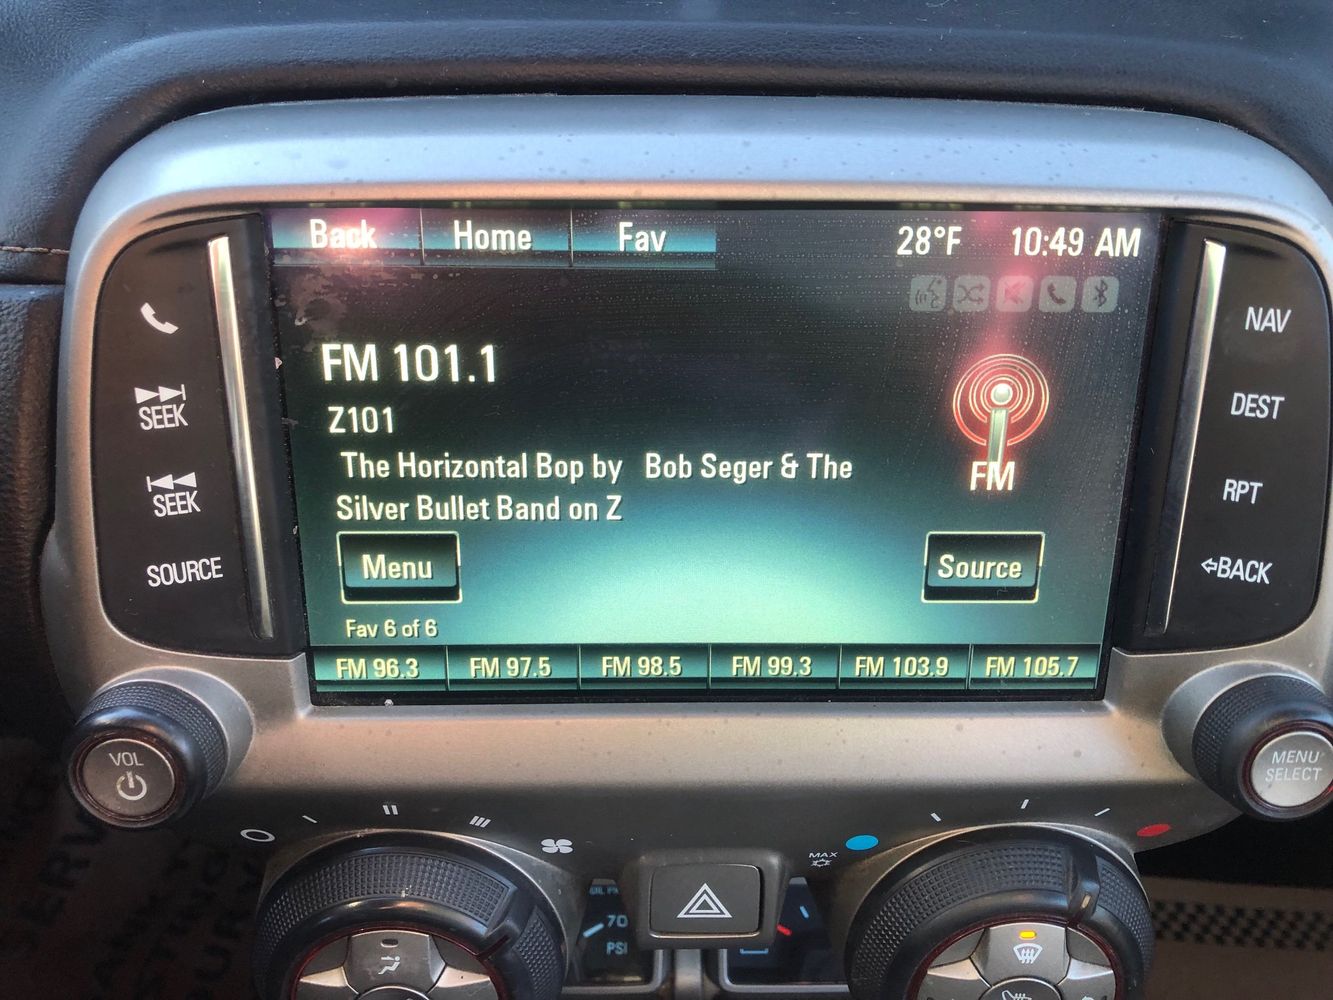 Back Home Fav 28°F 10:49 AM
FM 101.1
Z101
The Horizontal Bop by Bob Seger & The
Silver Bullet Band on Z
FM
Menu Source
Fav 6 of 6
FM 96.3 FM 97.5 FM 98.5 FM 99.3 FM 103.9 FM 105.7
SEEK
SEEK
SOURCE
NAV
DEST
RPT
BACK
VOL
MENU
SELECT
MAX
70
PSI